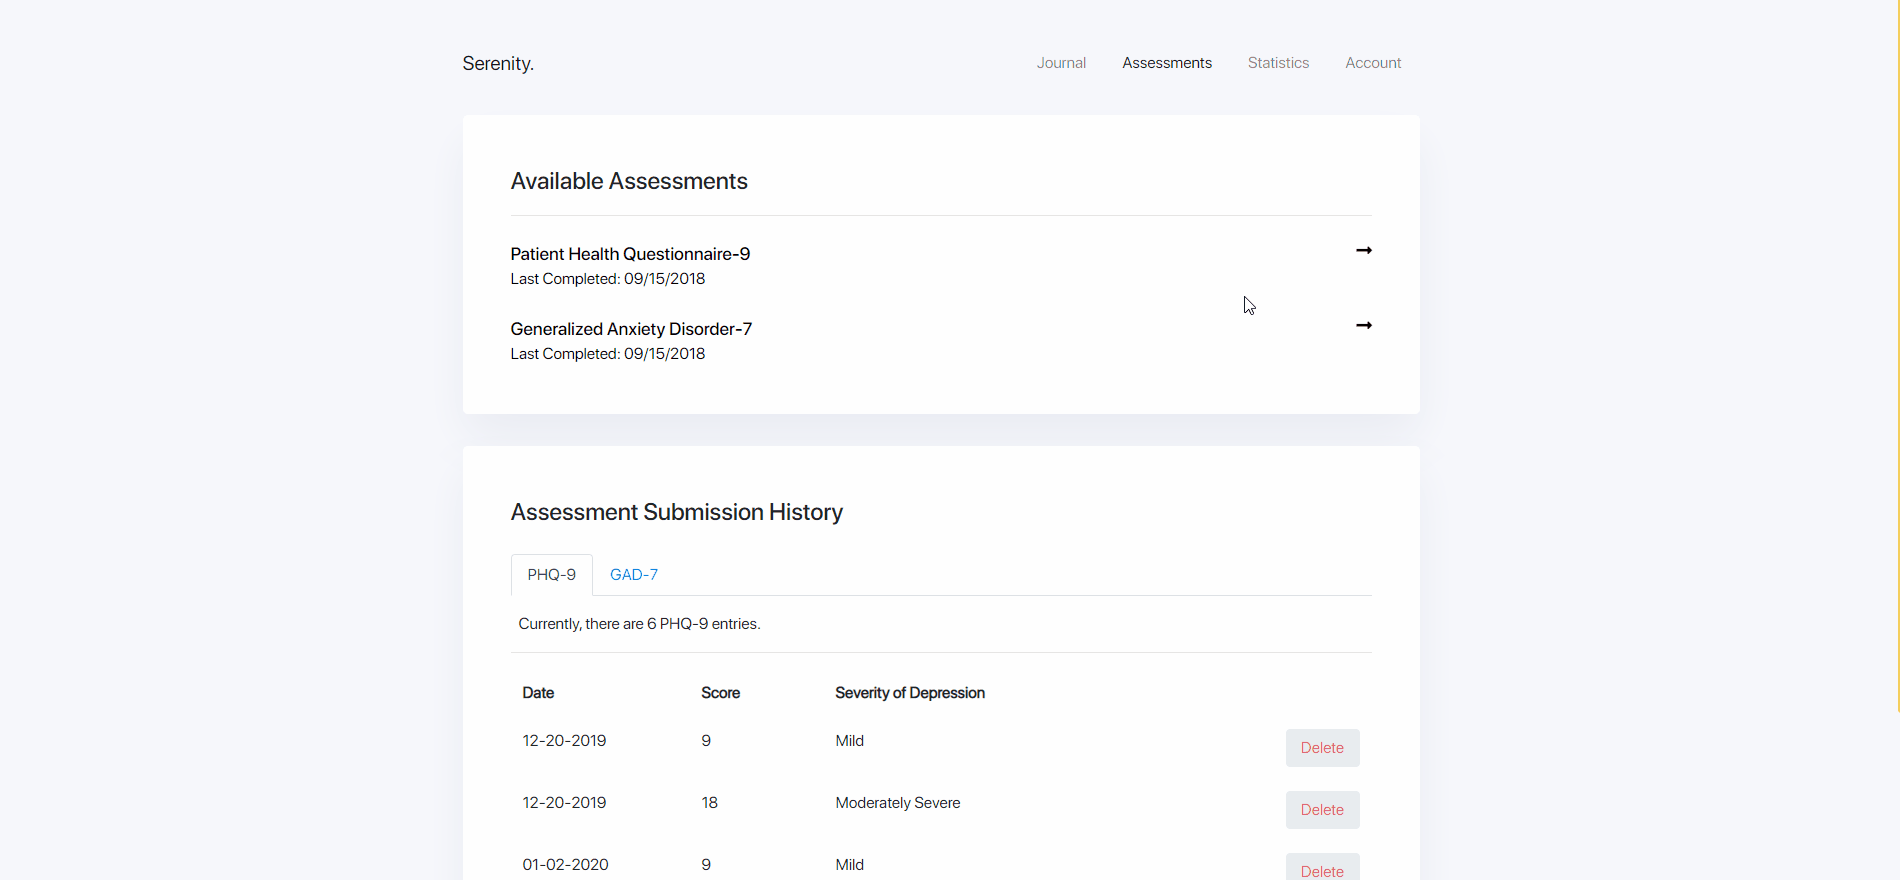 Serenity.
Journal Assessments Statistics Account
Available Assessments
Patient Health Questionnaire-9
Last Completed: 09/15/2018
Generalized Anxiety Disorder-7
Last Completed: 09/15/2018
Assessment Submission History
PHQ-9 GAD-7
Currently, there are 6 PHQ-9 entries.
Date Score Severity of Depression
12-20-2019 9 Mild Delete
12-20-2019 18 Moderately Severe Delete
01-02-2020 9 Mild Delete